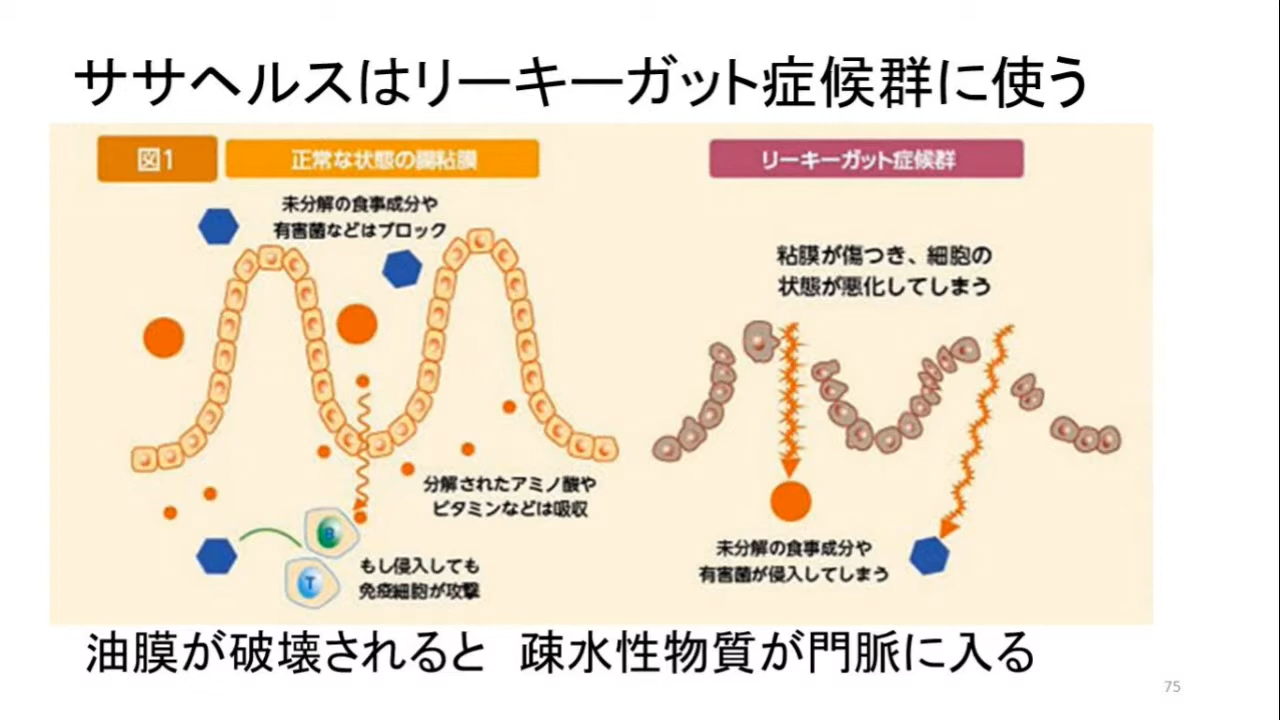 ササヘルスはリーキーガット症候群に使う
図1
正常な状態の腸粘膜
リーキーガット症候群
未分解の食事成分や
有害菌などはブロック
粘膜が傷つき、細胞の
状態が悪化してしまう
分解されたアミノ酸や
ビタミンなどは吸収
B
T
もし侵入しても
免疫細胞が攻撃
未分解の食事成分や
有害菌が侵入してしまう
油膜が破壊されると 疎水性物質が門脈に入る
75